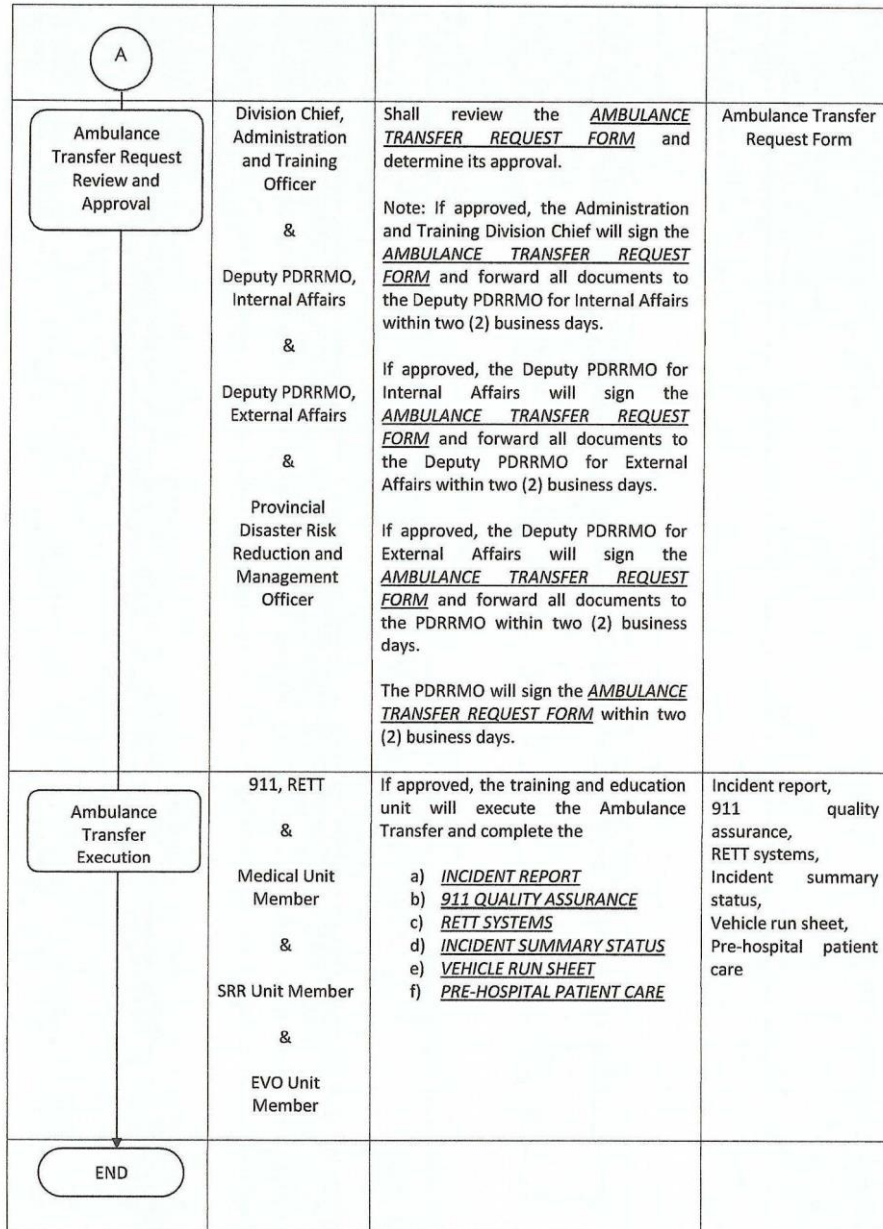 A
Ambulance
Transfer Request
Review and
Approval
Division Chief,
Administration
and Training
Officer
&
Deputy PDRRMO,
Internal Affairs
&
Deputy PDRRMO,
External Affairs
&
Provincial
Disaster Risk
Reduction and
Management
Officer
Shall review the AMBULANCE
TRANSFER REQUEST FORM and
determine its approval.
Note: If approved, the Administration
and Training Division Chief will sign the
AMBULANCE TRANSFER REQUEST
FORM and forward all documents to
the Deputy PDRRMO for Internal Affairs
within two (2) business days.
If approved, the Deputy PDRRMO for
Internal Affairs will sign the
AMBULANCE TRANSFER REQUEST
FORM and forward all documents to
the Deputy PDRRMO for External
Affairs within two (2) business days.
If approved, the Deputy PDRRMO for
External Affairs will sign the
AMBULANCE TRANSFER REQUEST
FORM and forward all documents to
the PDRRMO within two (2) business
days.
The PDRRMO will sign the AMBULANCE
TRANSFER REQUEST FORM within two
(2) business days.
Ambulance Transfer
Request Form
Ambulance
Transfer
Execution
911, RETT
&
Medical Unit
Member
&
SRR Unit Member
&
EVO Unit
Member
If approved, the training and education
unit will execute the Ambulance
Transfer and complete the
a) INCIDENT REPORT
b) 911 QUALITY ASSURANCE
c) RETT SYSTEMS
d) INCIDENT SUMMARY STATUS
e) VEHICLE RUN SHEET
f) PRE-HOSPITAL PATIENT CARE
Incident report,
911 quality
assurance,
RETT systems,
Incident summary
status,
Vehicle run sheet,
Pre-hospital patient
care
END